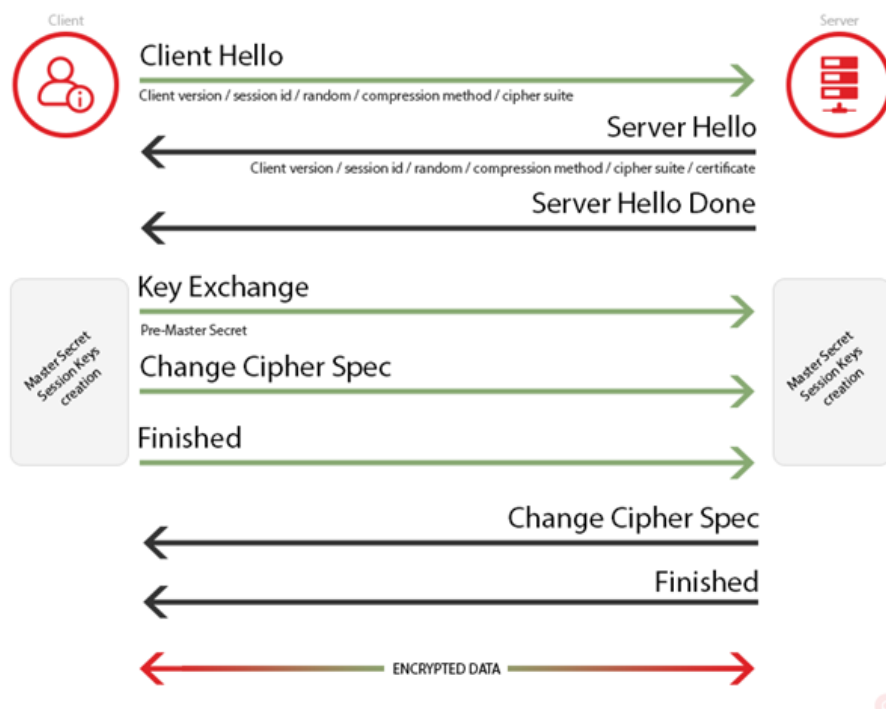 Client
Server
Client Hello
Client version / session id / random / compression method / cipher suite
Server Hello
Client version / session id / random / compression method / cipher suite / certificate
Server Hello Done
Key Exchange
Pre-Master Secret
Master Secret
Session Keys
creation
Master Secret
Session Keys
creation
Change Cipher Spec
Finished
Change Cipher Spec
Finished
ENCRYPTED DATA